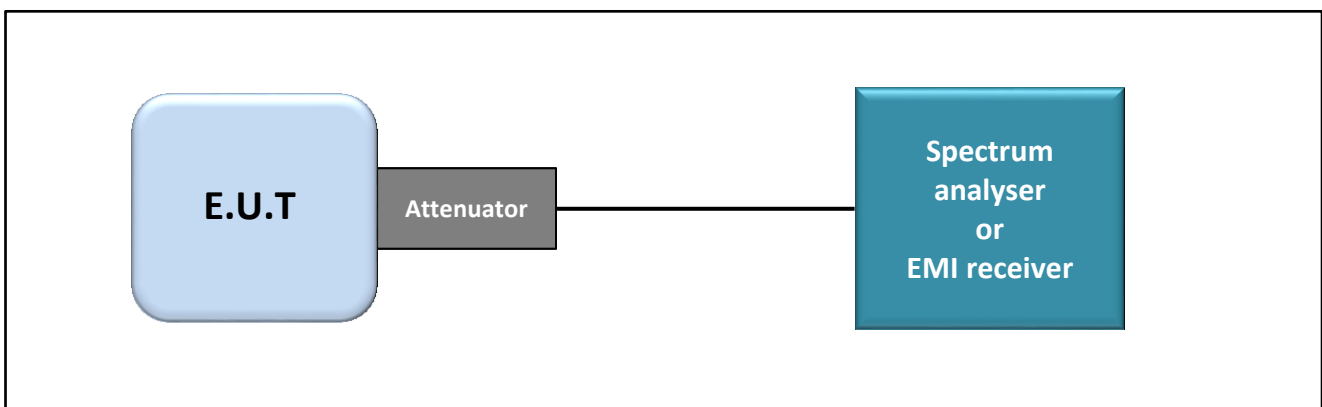 E.U.T
Attenuator
Spectrum
analyser
or
EMI receiver